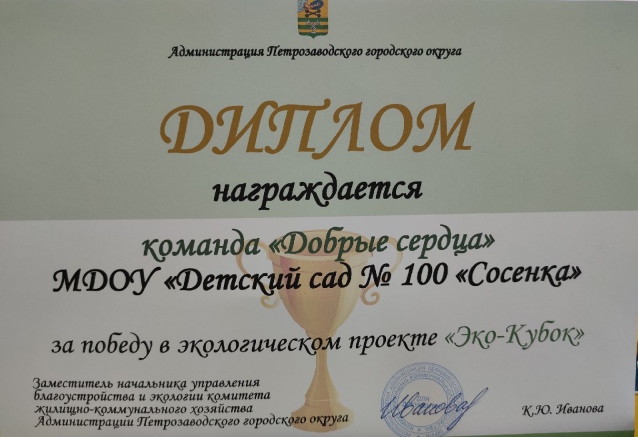 Администрация Петрозаводского городского округа
ДИПЛОМ
награждается
команда «Добрые сердца»
МДОУ «Детский сад № 100 «Сосенка»
за победу в экологическом проекте «Эко-Кубок»
Заместитель начальника управления
благоустройства и экологии комитета
жилищно-коммунального хозяйства
Администрации Петрозаводского городского округа
К.Ю. Иванова